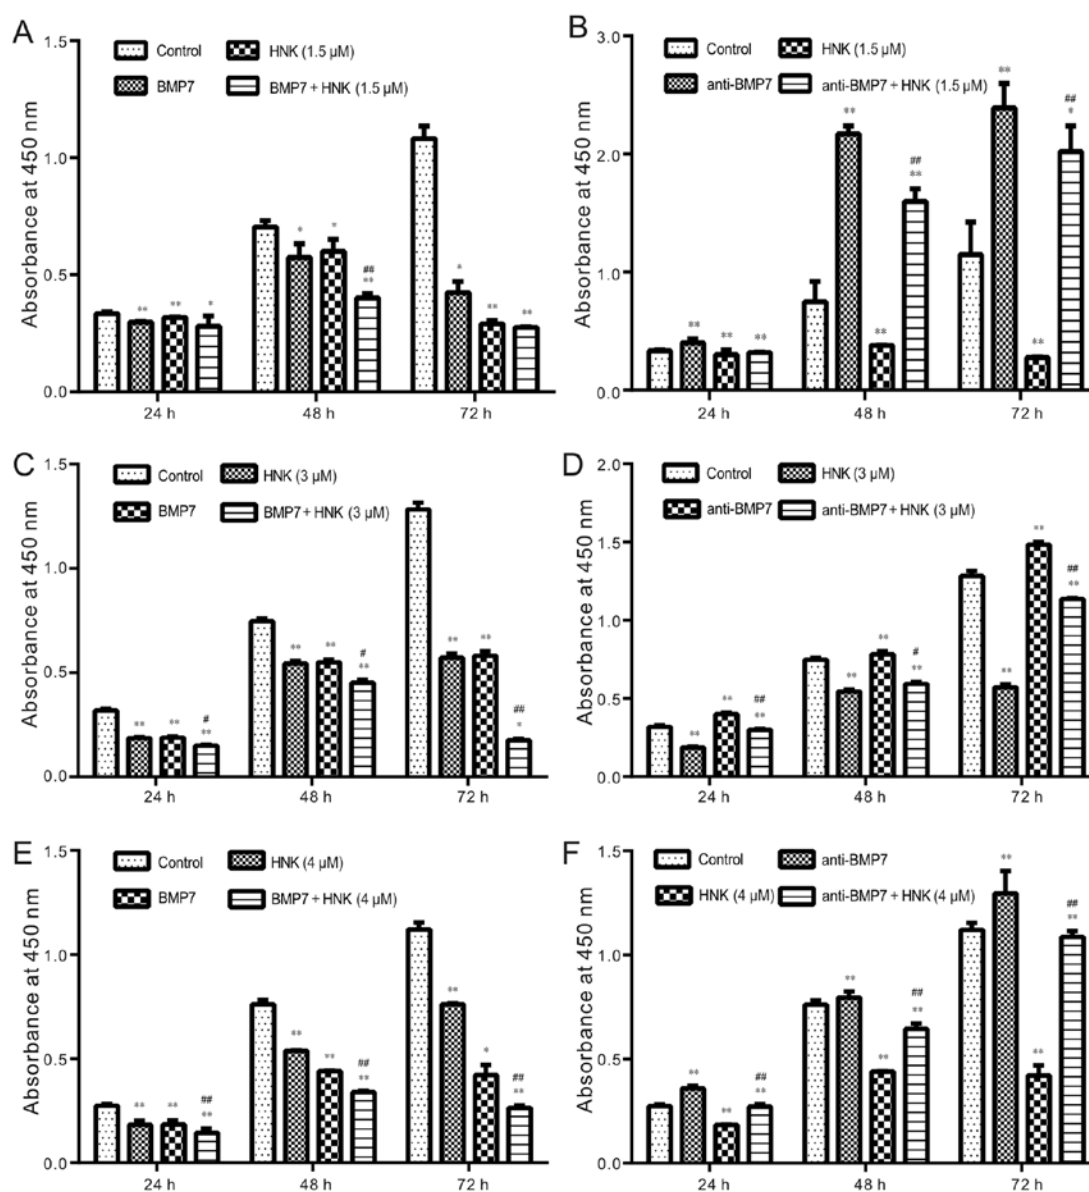 A
Control
HNK (1.5 μM)
BMP7
BMP7 + HNK (1.5 μM)
Absorbance at 450 nm
1.5
1.0
0.5
0.0
** ** *
* * ## **
* ** **
24 h 48 h 72 h
B
Control
HNK (1.5 μM)
anti-BMP7
anti-BMP7 + HNK (1.5 μM)
Absorbance at 450 nm
3.0
2.0
1.0
0.0
** ** **
** ** ## **
** ** ## *
24 h 48 h 72 h
C
Control
HNK (3 μM)
BMP7
BMP7 + HNK (3 μM)
Absorbance at 450 nm
1.5
1.0
0.5
0.0
** ** # **
** ** # **
** ** ## *
24 h 48 h 72 h
D
Control
HNK (3 μM)
anti-BMP7
anti-BMP7 + HNK (3 μM)
Absorbance at 450 nm
2.0
1.5
1.0
0.5
0.0
** ** ## **
** ** # **
** ** ## **
24 h 48 h 72 h
E
Control
HNK (4 μM)
BMP7
BMP7 + HNK (4 μM)
Absorbance at 450 nm
1.5
1.0
0.5
0.0
** ** ## **
** ** ## **
** * ## **
24 h 48 h 72 h
F
Control
anti-BMP7
HNK (4 μM)
anti-BMP7 + HNK (4 μM)
Absorbance at 450 nm
1.5
1.0
0.5
0.0
** ** ## **
** ** ## **
** ** ## **
24 h 48 h 72 h